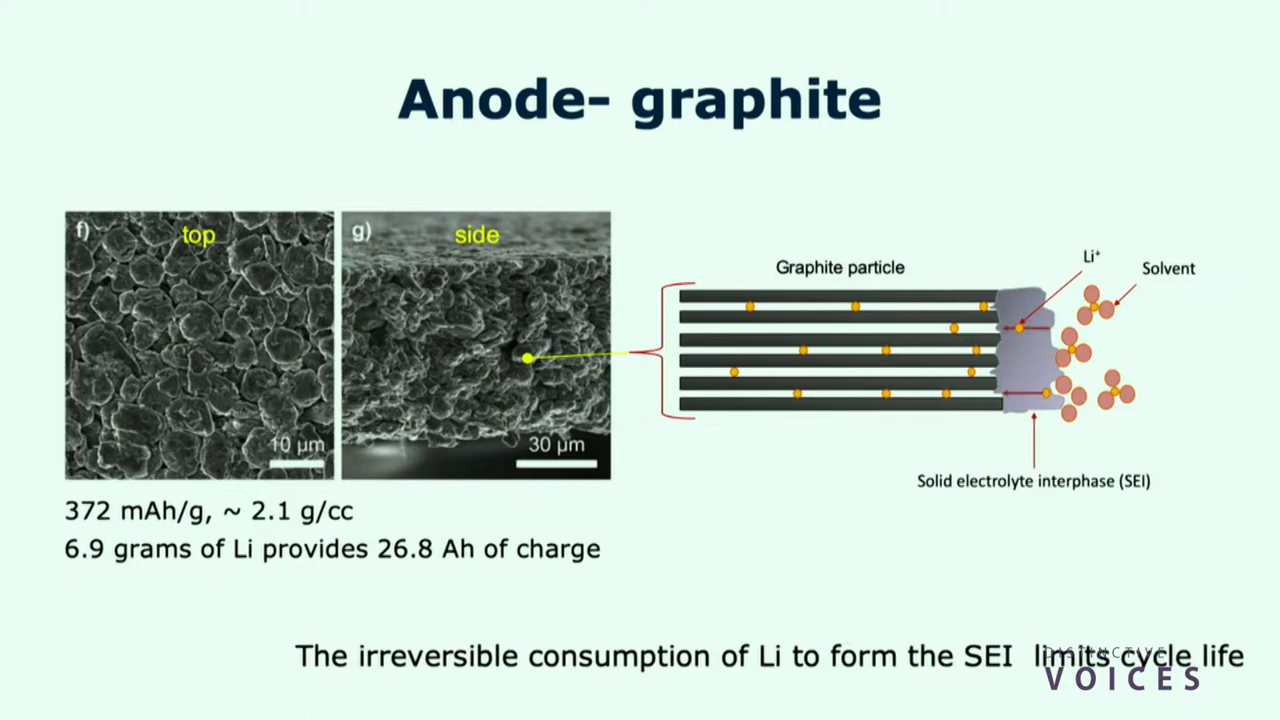 Anode- graphite
f)
top
10 μm
g)
side
30 μm
Graphite particle
Li⁺
Solvent
Solid electrolyte interphase (SEI)
372 mAh/g, ~ 2.1 g/cc
6.9 grams of Li provides 26.8 Ah of charge
The irreversible consumption of Li to form the SEI limits cycle life
DISTINCTIVE
VOICES